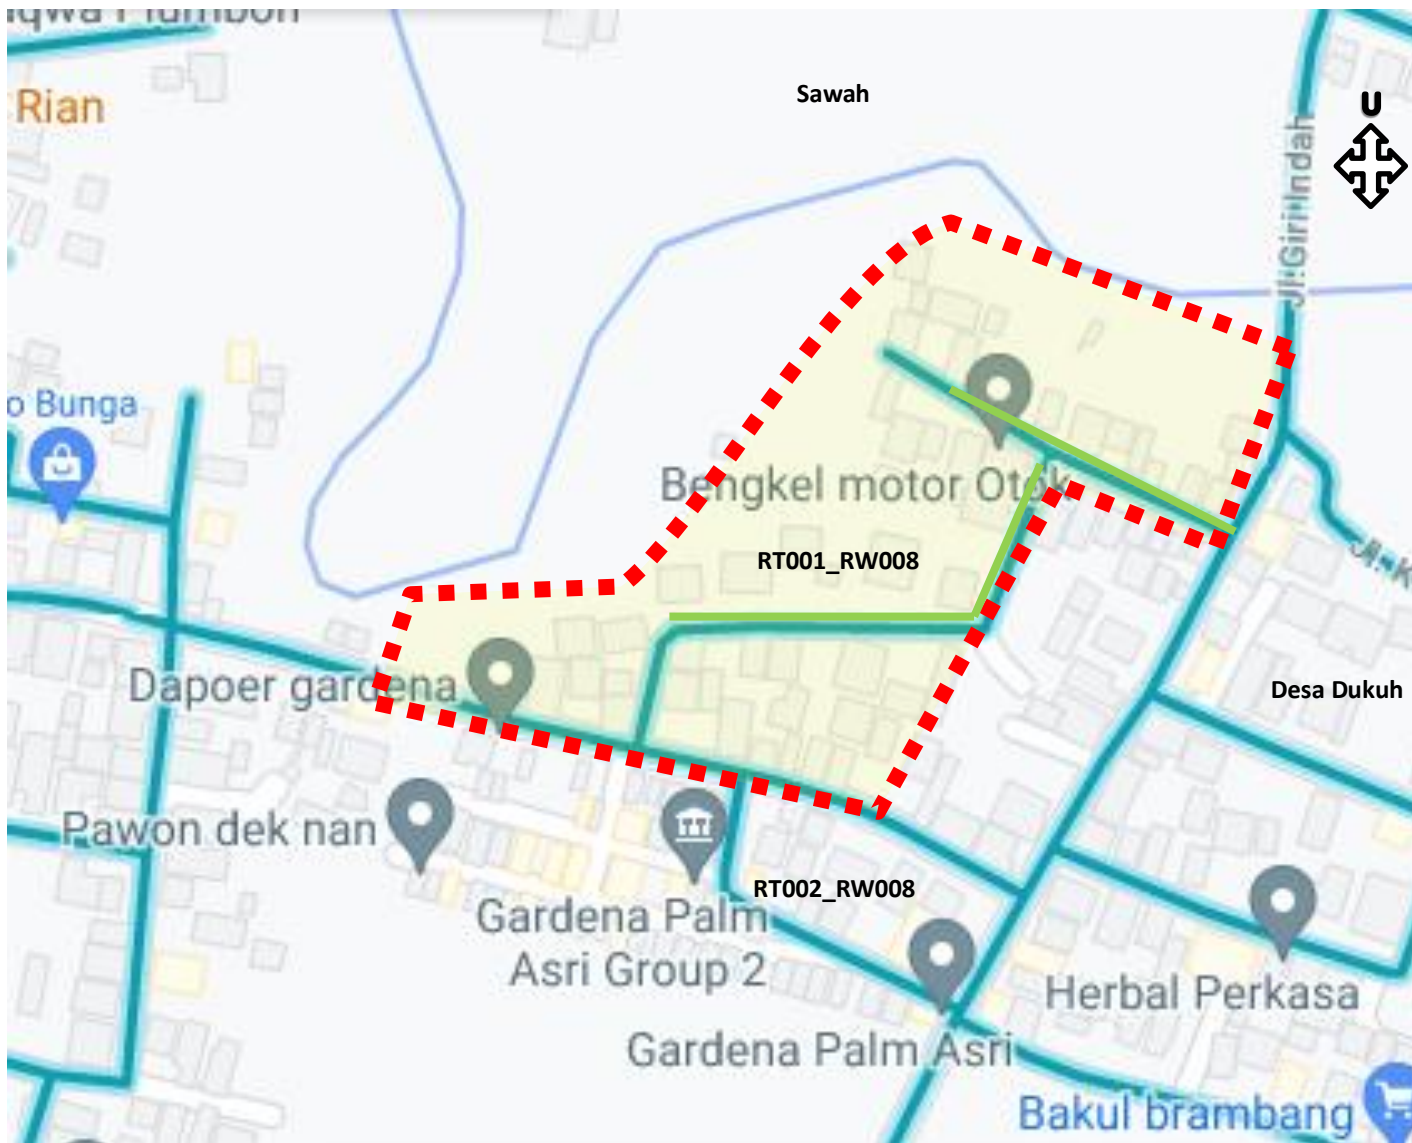 Rian
Sawah
U
Jl. Giri Indah
o Bunga
Bengkel motor Otok
RT001_RW008
Dapoer gardena
Desa Dukuh
Pawon dek nan
RT002_RW008
Gardena Palm
Asri Group 2
Herbal Perkasa
Gardena Palm Asri
Bakul brambang